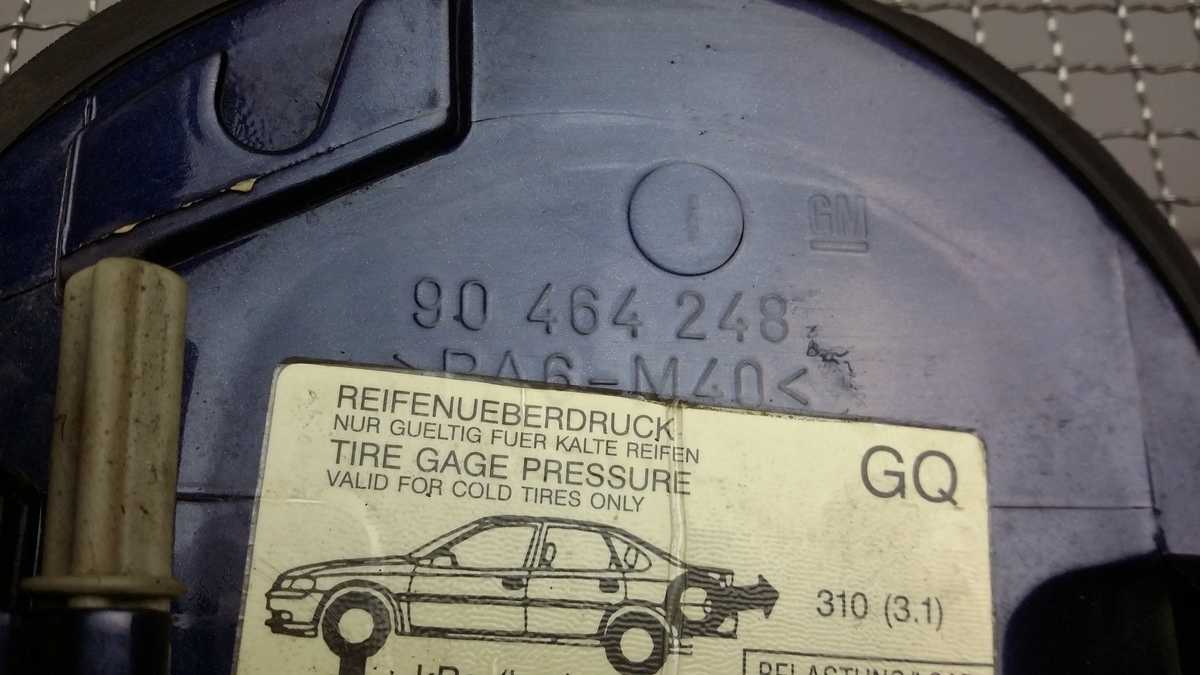 GM
90 464 248
>PA6-M40<
REIFENUEBERDRUCK
NUR GUELTIG FUER KALTE REIFEN
TIRE GAGE PRESSURE
VALID FOR COLD TIRES ONLY
GQ
310 (3.1)